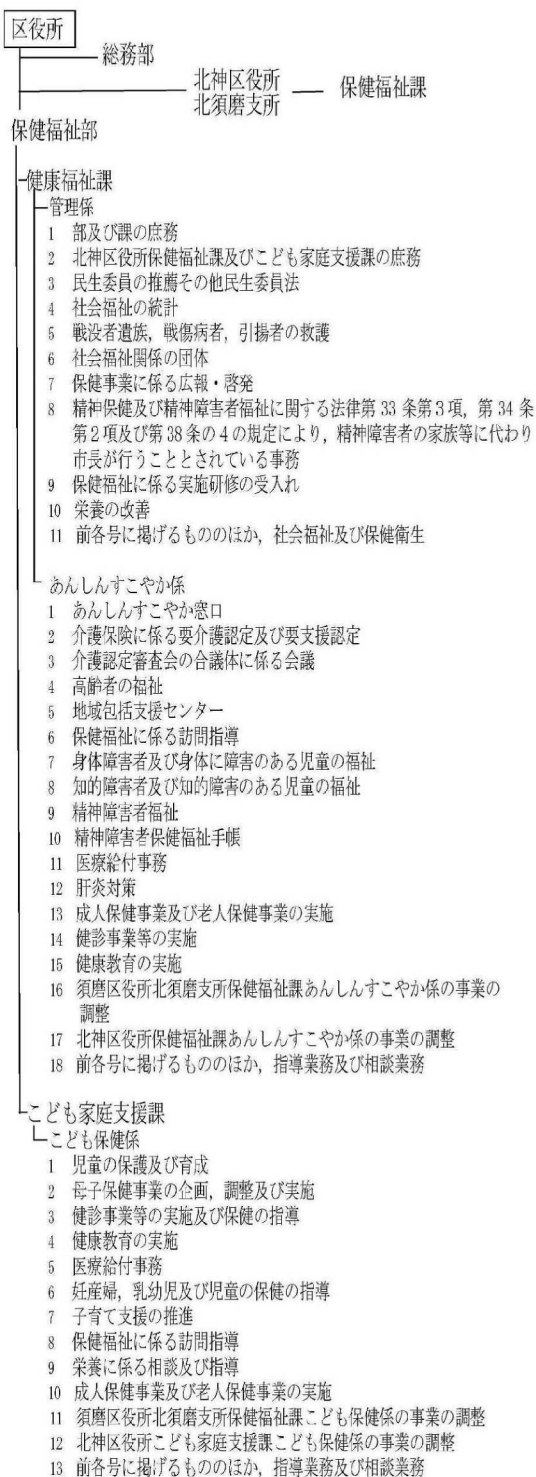 区役所
総務部
北神区役所
北須磨支所
保健福祉課
保健福祉部
健康福祉課
管理係
1 部及び課の庶務
2 北神区役所保健福祉課及びこども家庭支援課の庶務
3 民生委員の推薦その他民生委員法
4 社会福祉の統計
5 戦没者遺族，戦傷病者，引揚者の救護
6 社会福祉関係の団体
7 保健事業に係る広報・啓発
8 精神保健及び精神障害者福祉に関する法律第 33 条第３項，第 34 条
第２項及び第 38 条の４の規定により，精神障害者の家族等に代わり
市長が行うこととされている事務
9 保健福祉に係る実施研修の受入れ
10 栄養の改善
11 前各号に掲げるもののほか，社会福祉及び保健衛生
あんしんすこやか係
1 あんしんすこやか窓口
2 介護保険に係る要介護認定及び要支援認定
3 介護認定審査会の合議体に係る会議
4 高齢者の福祉
5 地域包括支援センター
6 保健福祉に係る訪問指導
7 身体障害者及び身体に障害のある児童の福祉
8 知的障害者及び知的障害のある児童の福祉
9 精神障害者福祉
10 精神障害者保健福祉手帳
11 医療給付事務
12 肝炎対策
13 成人保健事業及び老人保健事業の実施
14 健診事業等の実施
15 健康教育の実施
16 須磨区役所北須磨支所保健福祉課あんしんすこやか係の事業の
調整
17 北神区役所保健福祉課あんしんすこやか係の事業の調整
18 前各号に掲げるもののほか，指導業務及び相談業務
こども家庭支援課
こども保健係
1 児童の保護及び育成
2 母子保健事業の企画，調整及び実施
3 健診事業等の実施及び保健の指導
4 健康教育の実施
5 医療給付事務
6 妊産婦，乳幼児及び児童の保健の指導
7 子育て支援の推進
8 保健福祉に係る訪問指導
9 栄養に係る相談及び指導
10 成人保健事業及び老人保健事業の実施
11 須磨区役所北須磨支所保健福祉課こども保健係の事業の調整
12 北神区役所こども家庭支援課こども保健係の事業の調整
13 前各号に掲げるもののほか，指導業務及び相談業務